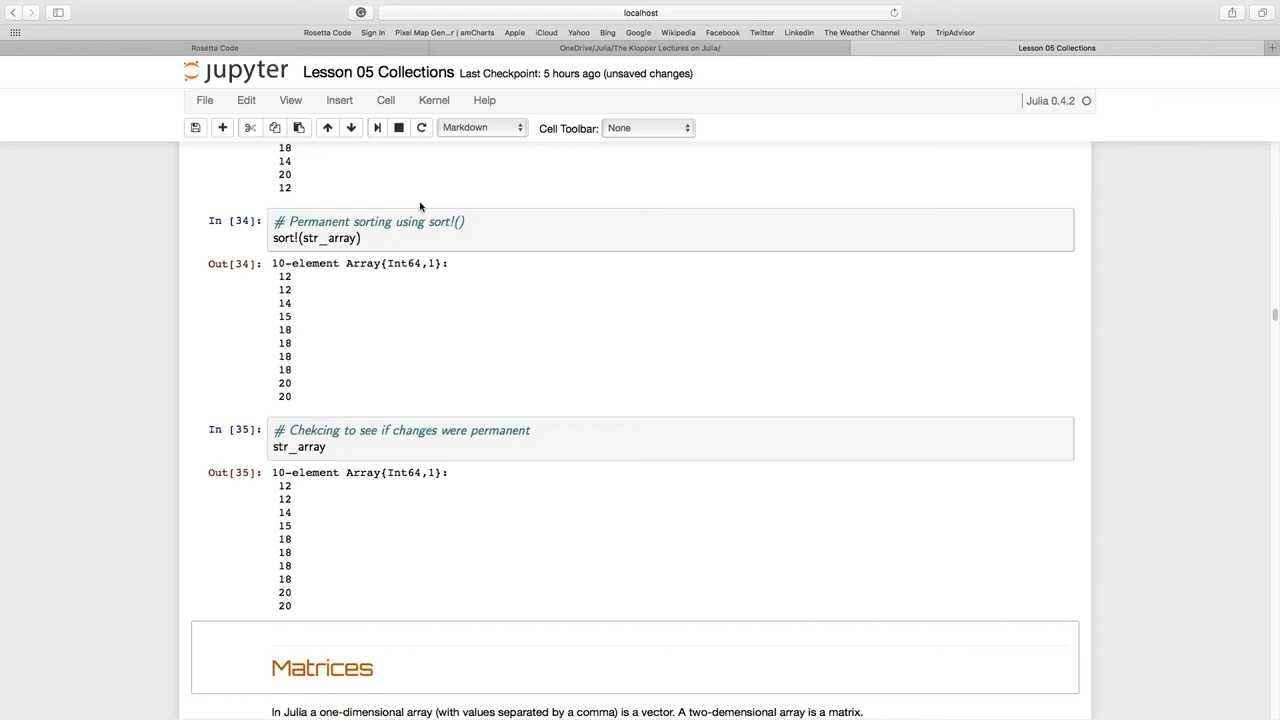 localhost
Rosetta Code Sign In Pixel Map Gen...r | amCharts Apple iCloud Yahoo Bing Google Wikipedia Facebook Twitter LinkedIn The Weather Channel Yelp TripAdvisor
Rosetta Code OneDrive/Julia/The Klopper Lectures on Julia/ Lesson 05 Collections +
jupyter Lesson 05 Collections Last Checkpoint: 5 hours ago (unsaved changes)
File Edit View Insert Cell Kernel Help Julia 0.4.2
Markdown Cell Toolbar: None
18
14
20
12
In [34]: # Permanent sorting using sort!()
sort!(str_array)
Out[34]: 10-element Array{Int64,1}:
12
12
14
15
18
18
18
18
20
20
In [35]: # Chekcing to see if changes were permanent
str_array
Out[35]: 10-element Array{Int64,1}:
12
12
14
15
18
18
18
18
20
20
Matrices
In Julia a one-dimensional array (with values separated by a comma) is a vector. A two-demensional array is a matrix.